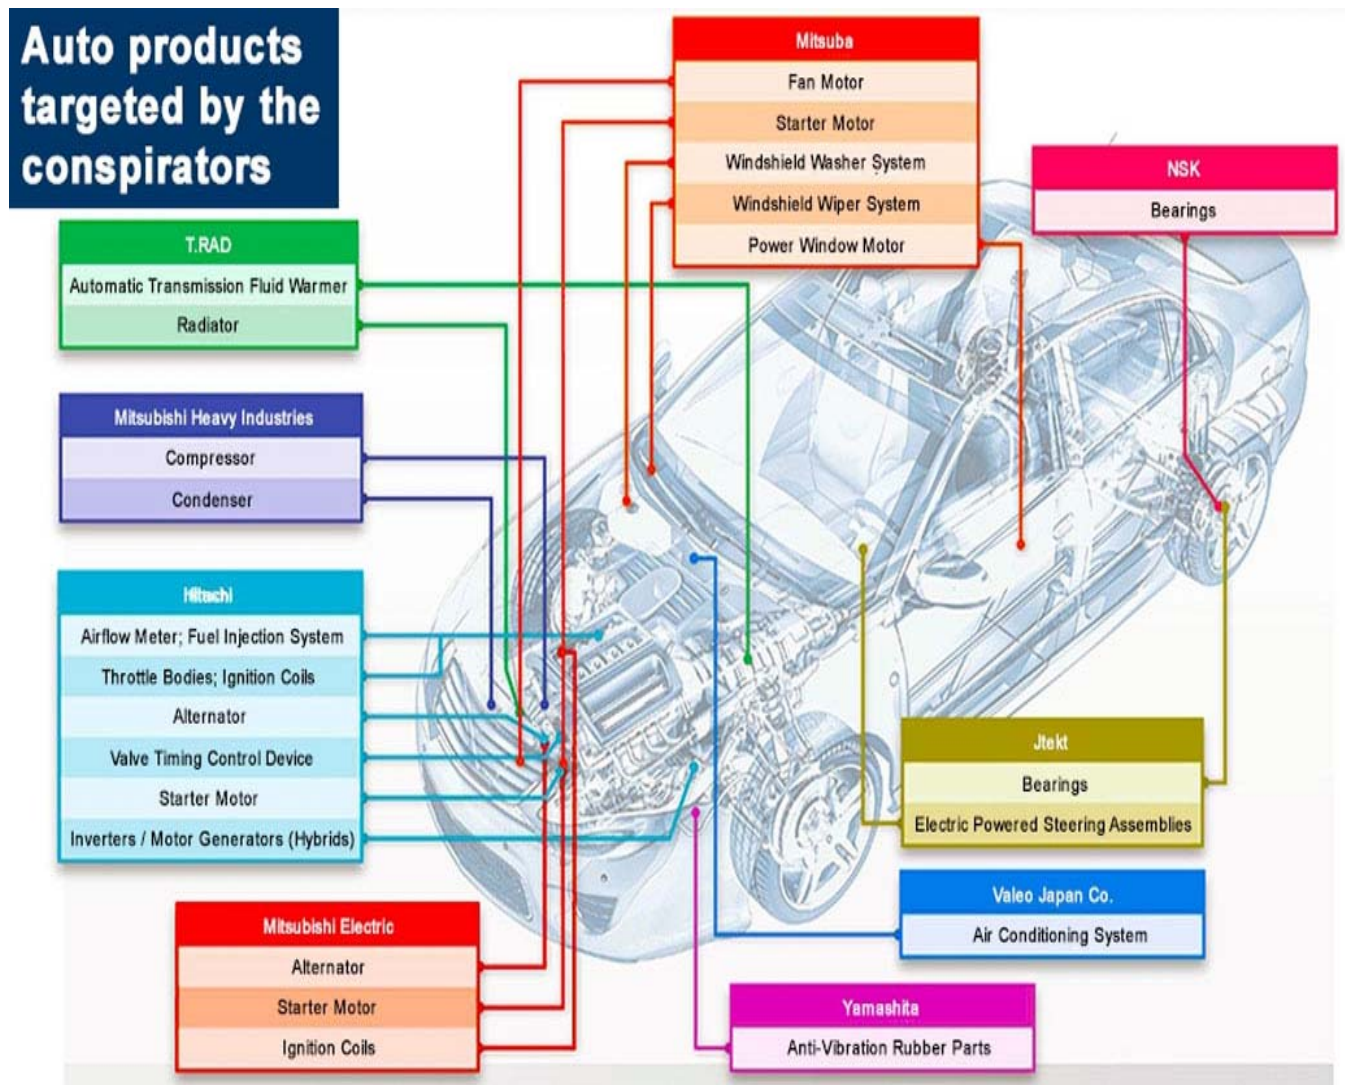 Auto products
targeted by the
conspirators
Mitsuba
Fan Motor
Starter Motor
Windshield Washer System
Windshield Wiper System
Power Window Motor
NSK
Bearings
T.RAD
Automatic Transmission Fluid Warmer
Radiator
Mitsubishi Heavy Industries
Compressor
Condenser
Hitachi
Airflow Meter; Fuel Injection System
Throttle Bodies; Ignition Coils
Alternator
Valve Timing Control Device
Starter Motor
Inverters / Motor Generators (Hybrids)
Jtekt
Bearings
Electric Powered Steering Assemblies
Valeo Japan Co.
Air Conditioning System
Mitsubishi Electric
Alternator
Starter Motor
Ignition Coils
Yamashita
Anti-Vibration Rubber Parts